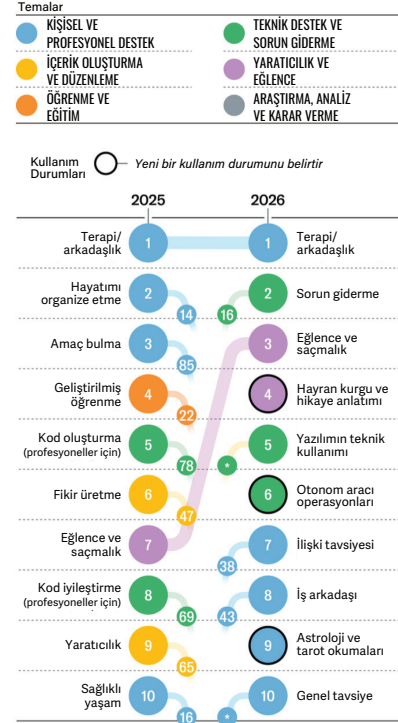 Temalar
KİŞİSEL VE
PROFESYONEL DESTEK
TEKNİK DESTEK VE
SORUN GİDERME
İÇERİK OLUŞTURMA
VE DÜZENLEME
YARATICILIK VE
EĞLENCE
ÖĞRENME VE
EĞİTİM
ARAŞTIRMA, ANALİZ
VE KARAR VERME
Kullanım
Durumları
Yeni bir kullanım durumunu belirtir
2025
2026
Terapi/
arkadaşlık
1
1
Terapi/
arkadaşlık
Hayatımı
organize etme
2
14
16
2
Sorun giderme
Amaç bulma
3
85
3
Eğlence ve
saçmalık
Geliştirilmiş
öğrenme
4
22
4
Hayran kurgu ve
hikaye anlatımı
Kod oluşturma
(profesyoneller için)
5
78
*
5
Yazılımın teknik
kullanımı
Fikir üretme
6
47
6
Otonom aracı
operasyonları
Eğlence ve
saçmalık
7
38
7
İlişki tavsiyesi
Kod iyileştirme
(profesyoneller için)
8
69
43
8
İş arkadaşı
Yaratıcılık
9
65
9
Astroloji ve
tarot okumaları
Sağlıklı
yaşam
10
16
*
10
Genel tavsiye